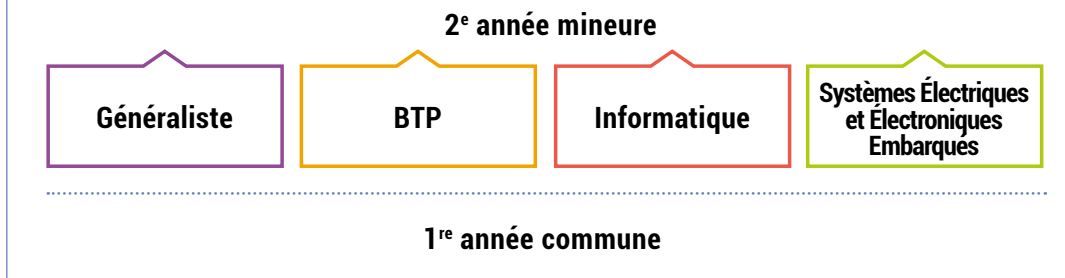 2e année mineure
Généraliste
BTP
Informatique
Systèmes Électriques
et Électroniques
Embarqués
1re année commune